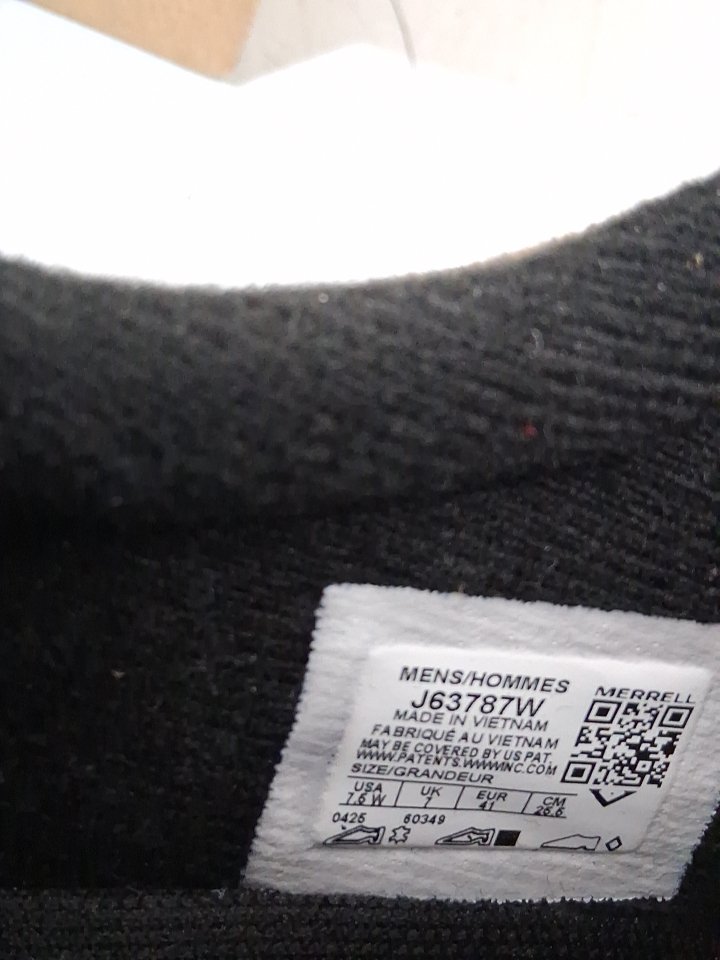 MENS/HOMMES
J63787W
MERRELL
MADE IN VIETNAM
FABRIQUÉ AU VIETNAM
MAY BE COVERED BY US PAT.
WWW.PATENTS.WWWINC.COM
SIZE/GRANDEUR
USA UK EUR CM
7.5 W 7 41 25.5
0425 60349